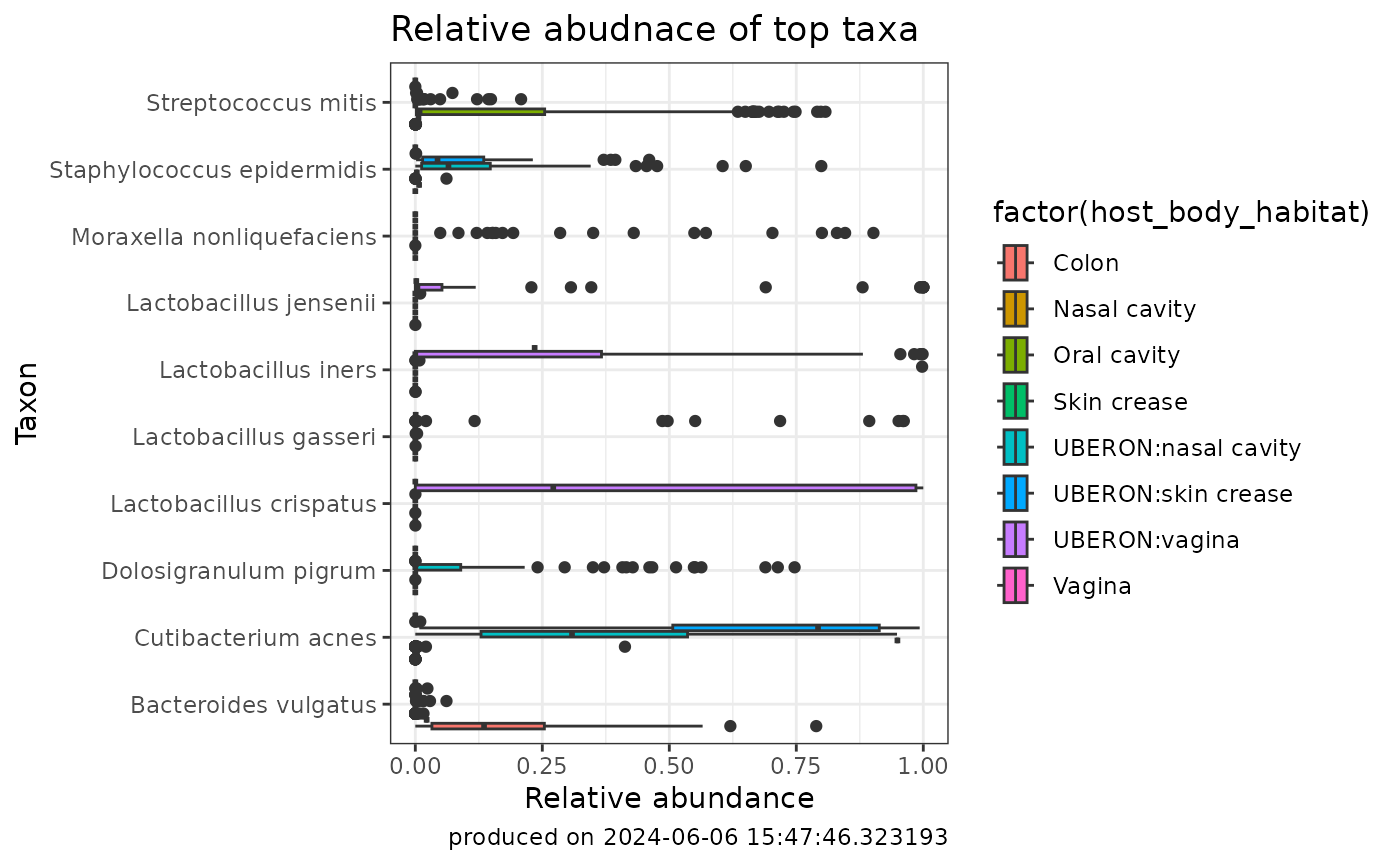 Relative abudnace of top taxa
Taxon
Streptococcus mitis
Staphylococcus epidermidis
Moraxella nonliquefaciens
Lactobacillus jensenii
Lactobacillus iners
Lactobacillus gasseri
Lactobacillus crispatus
Dolosigranulum pigrum
Cutibacterium acnes
Bacteroides vulgatus
0.00 0.25 0.50 0.75 1.00
Relative abundance
produced on 2024-06-06 15:47:46.323193
factor(host_body_habitat)
Colon
Nasal cavity
Oral cavity
Skin crease
UBERON:nasal cavity
UBERON:skin crease
UBERON:vagina
Vagina